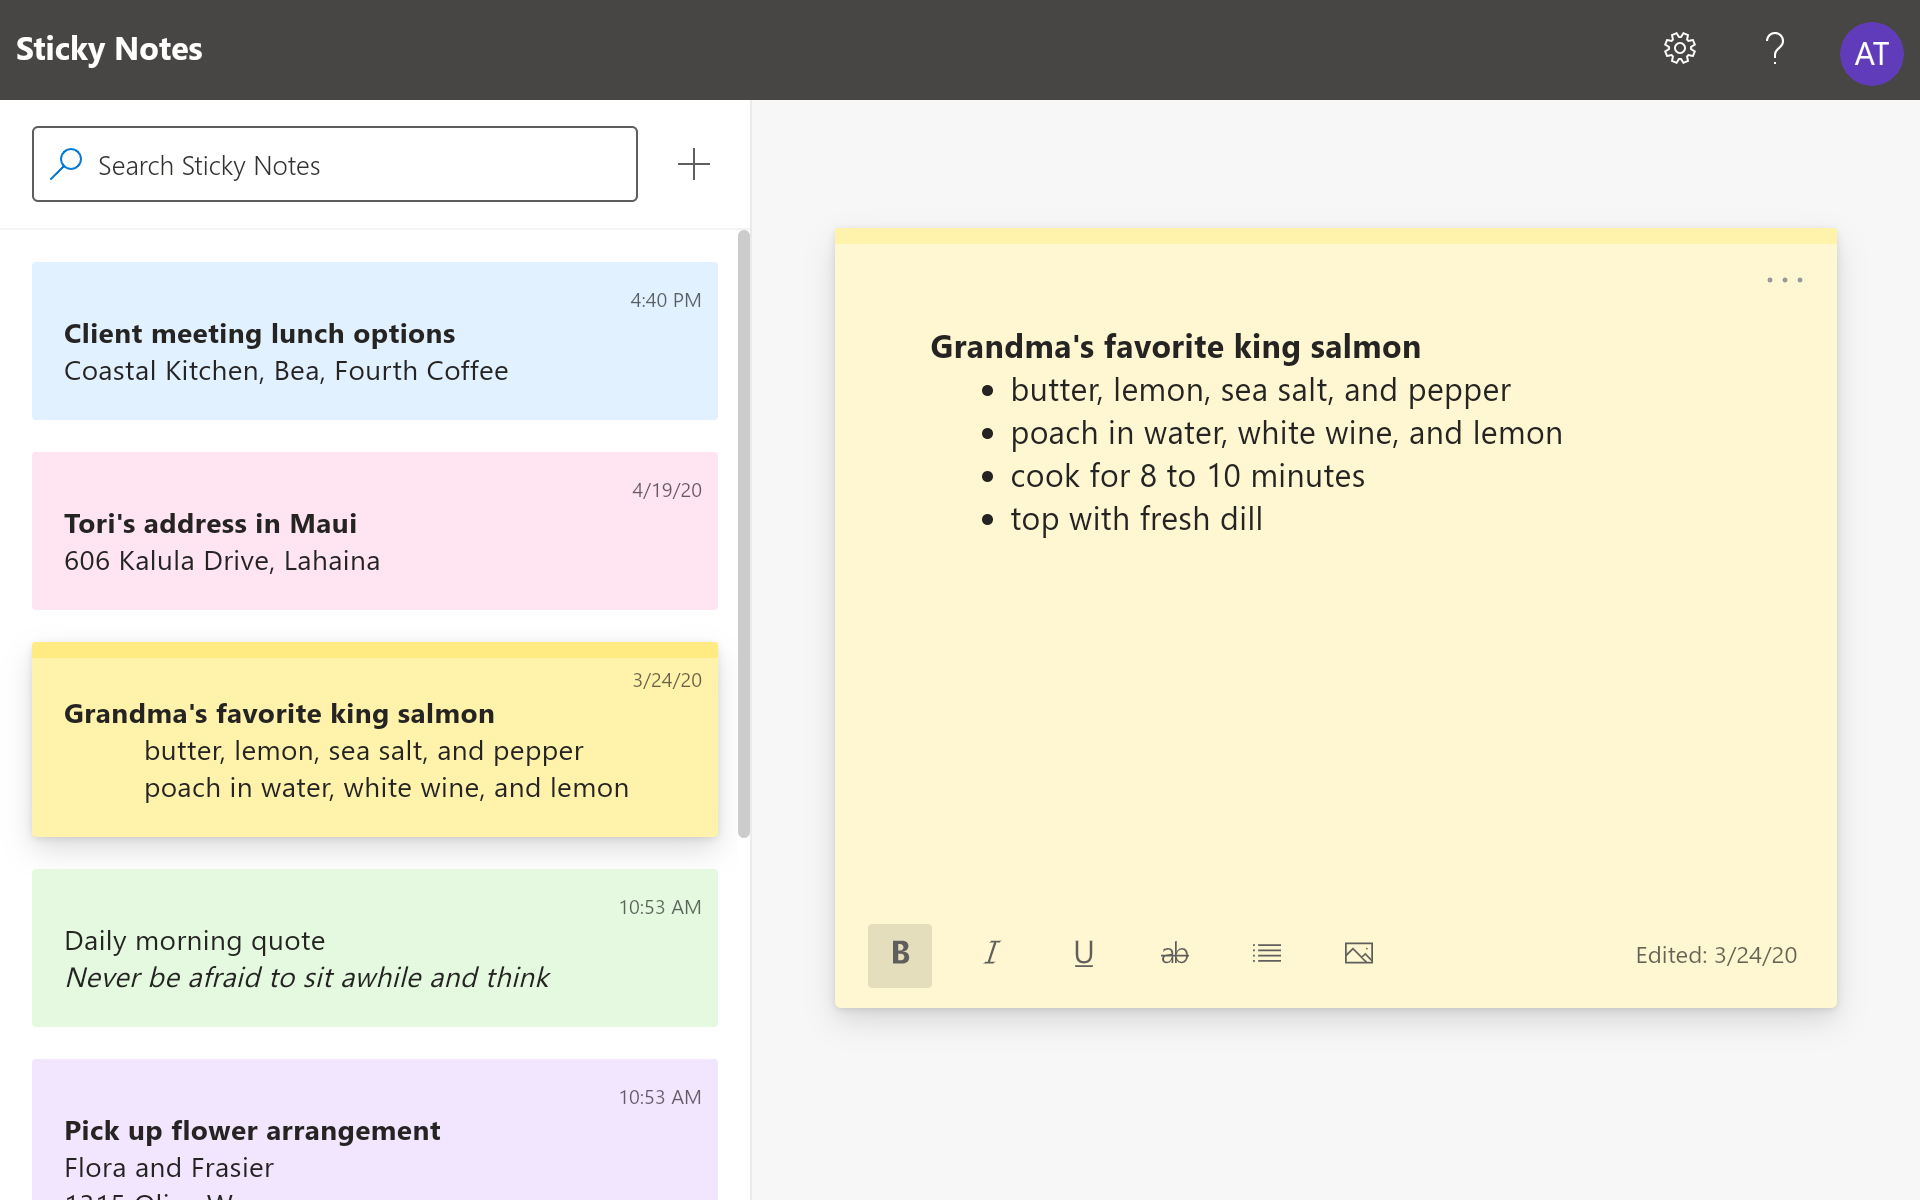 Sticky Notes
AT
Search Sticky Notes
4:40 PM
Client meeting lunch options
Coastal Kitchen, Bea, Fourth Coffee
4/19/20
Tori's address in Maui
606 Kalula Drive, Lahaina
3/24/20
Grandma's favorite king salmon
butter, lemon, sea salt, and pepper
poach in water, white wine, and lemon
10:53 AM
Daily morning quote
Never be afraid to sit awhile and think
10:53 AM
Pick up flower arrangement
Flora and Frasier
Grandma's favorite king salmon
• butter, lemon, sea salt, and pepper
• poach in water, white wine, and lemon
• cook for 8 to 10 minutes
• top with fresh dill
B I U ab
Edited: 3/24/20